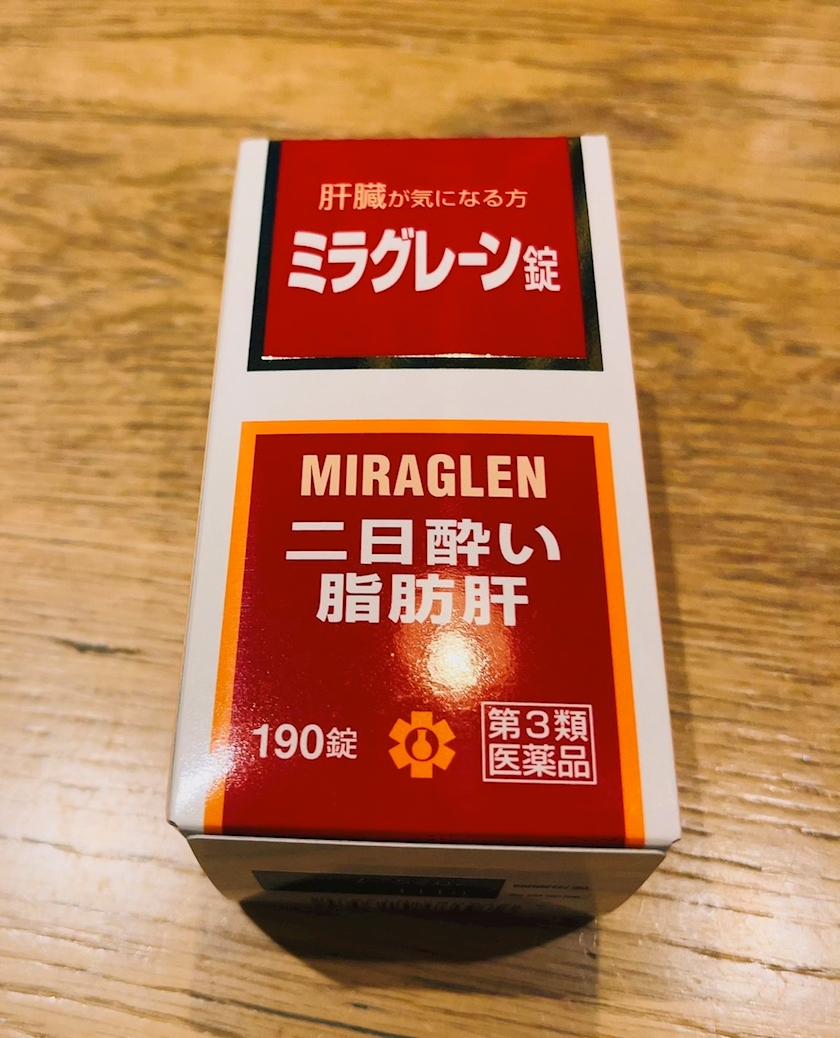 肝臓が気になる方
ミラグレーン錠
MIRAGLEN
二日酔い
脂肪肝
190錠
第3類
医薬品